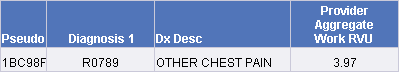 Pseudo Diagnosis 1 Dx Desc Provider Aggregate Work RVU
1BC98F R0789 OTHER CHEST PAIN 3.97